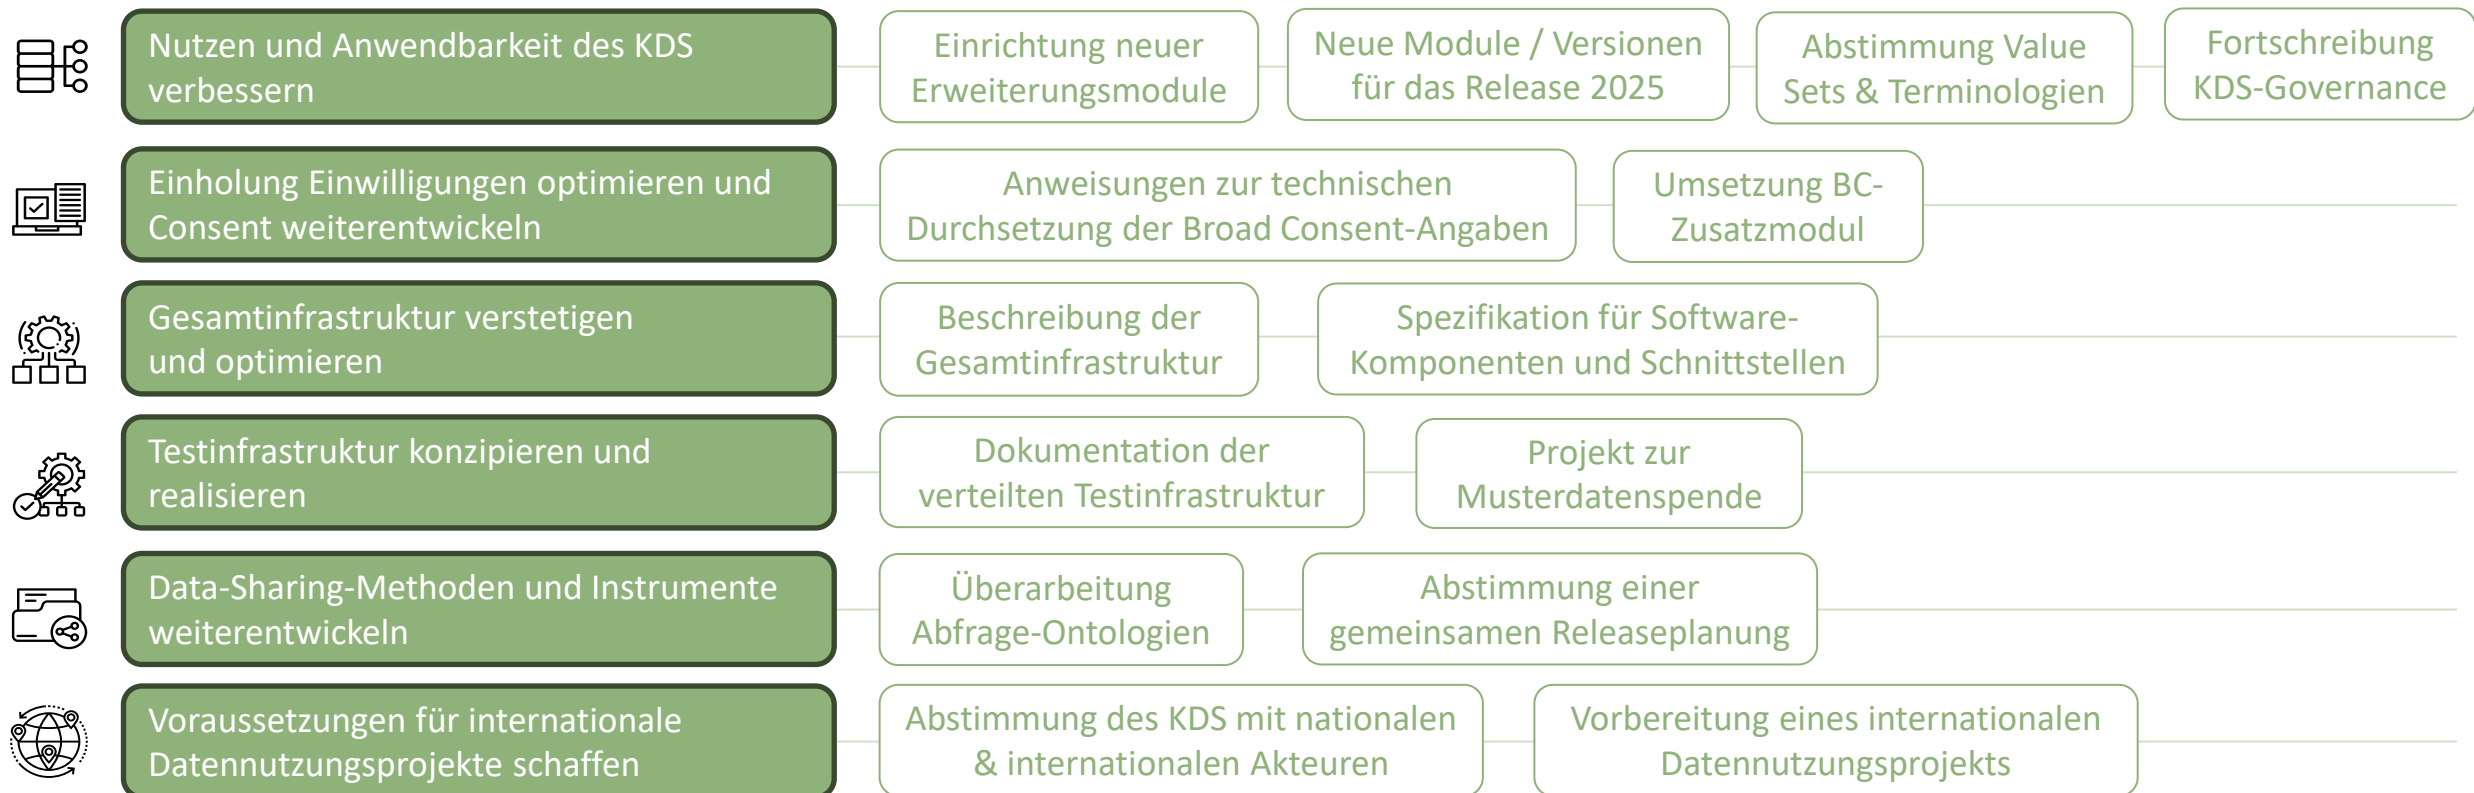 Nutzen und Anwendbarkeit des KDS
verbessern
Einrichtung neuer
Erweiterungsmodule
Neue Module / Versionen
für das Release 2025
Abstimmung Value
Sets & Terminologien
Fortschreibung
KDS-Governance
Einholung Einwilligungen optimieren und
Consent weiterentwickeln
Anweisungen zur technischen
Durchsetzung der Broad Consent-Angaben
Umsetzung BC-
Zusatzmodul
Gesamtinfrastruktur verstetigen
und optimieren
Beschreibung der
Gesamtinfrastruktur
Spezifikation für Software-
Komponenten und Schnittstellen
Testinfrastruktur konzipieren und
realisieren
Dokumentation der
verteilten Testinfrastruktur
Projekt zur
Musterdatenspende
Data-Sharing-Methoden und Instrumente
weiterentwickeln
Überarbeitung
Abfrage-Ontologien
Abstimmung einer
gemeinsamen Releaseplanung
Voraussetzungen für internationale
Datennutzungsprojekte schaffen
Abstimmung des KDS mit nationalen
& internationalen Akteuren
Vorbereitung eines internationalen
Datennutzungsprojekts